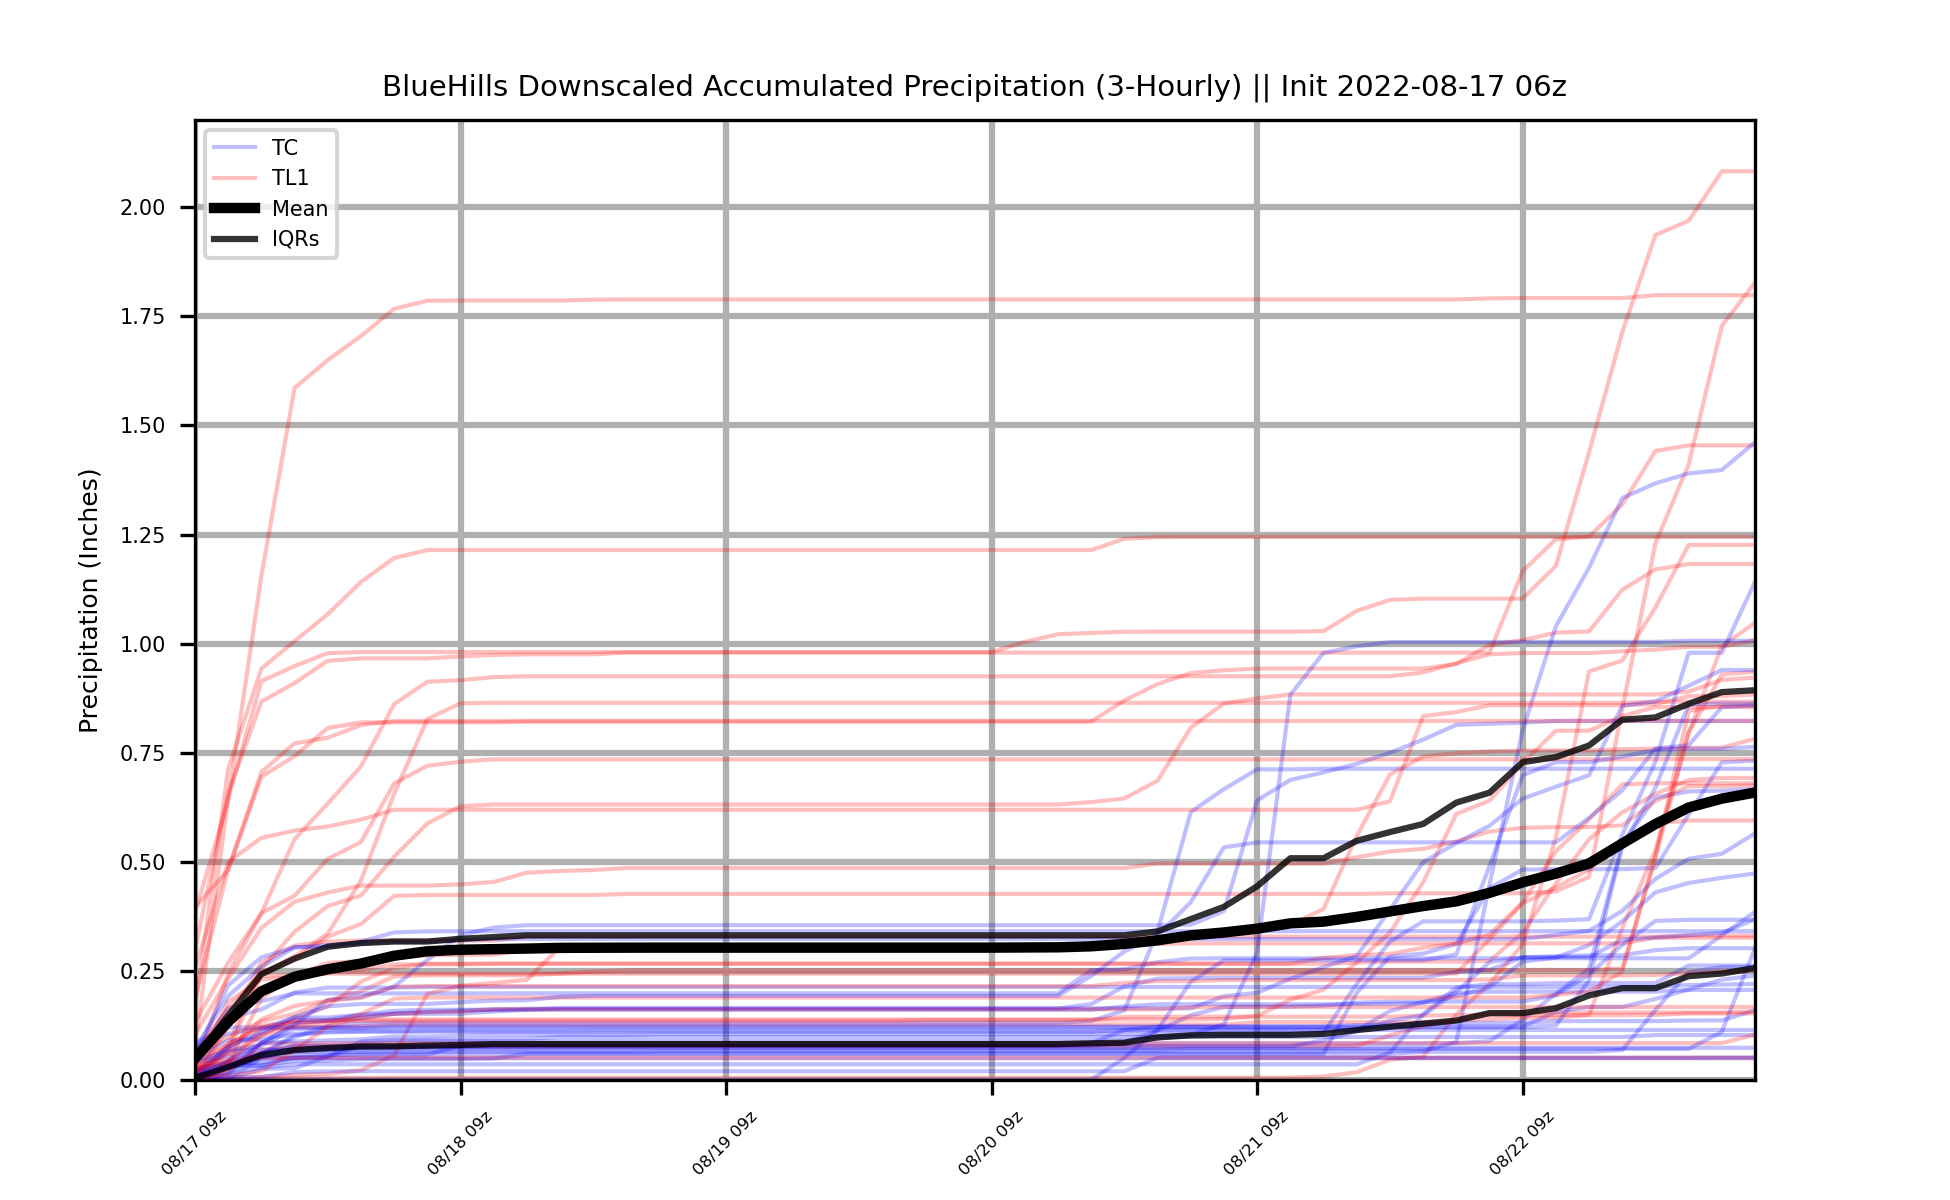 BlueHills Downscaled Accumulated Precipitation (3-Hourly) || Init 2022-08-17 06z
TC
TL1
Mean
IQRs
Precipitation (Inches)
2.00
1.75
1.50
1.25
1.00
0.75
0.50
0.25
0.00
08/17 09z
08/18 09z
08/19 09z
08/20 09z
08/21 09z
08/22 09z